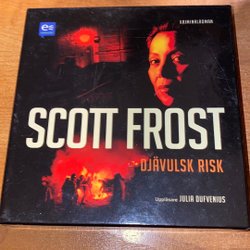 KRIMINALROMAN
e
SCOTT FROST
DJÄVULSK RISK
Uppläsare JULIA DUFVENIUS